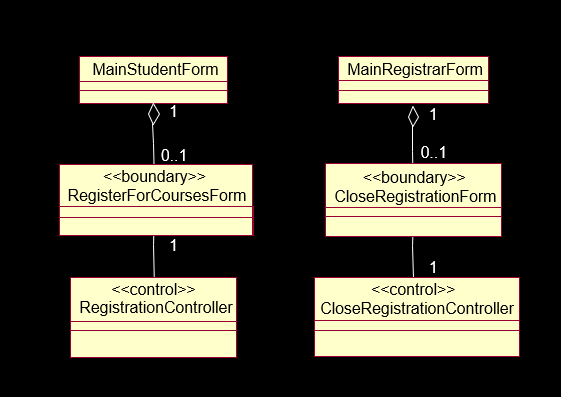 MainStudentForm
1
0..1
<<boundary>>
RegisterForCoursesForm
1
<<control>>
RegistrationController
MainRegistrarForm
1
0..1
<<boundary>>
CloseRegistrationForm
1
<<control>>
CloseRegistrationController